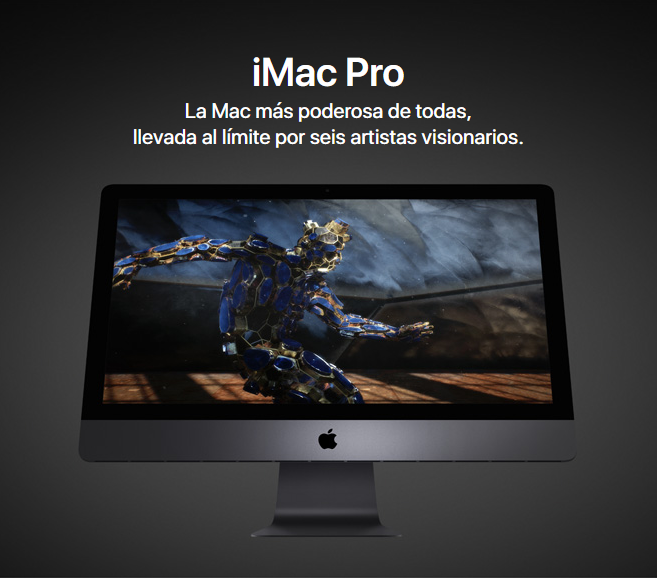 iMac Pro
La Mac más poderosa de todas,
llevada al límite por seis artistas visionarios.